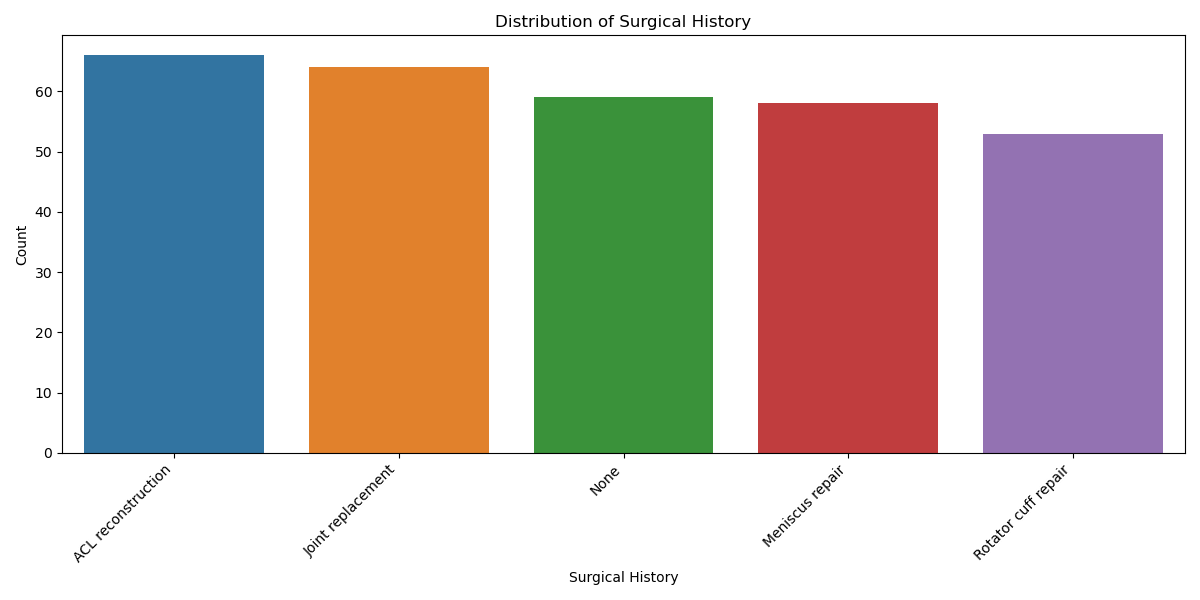 Distribution of Surgical History
Count
60
50
40
30
20
10
0
ACL reconstruction
Joint replacement
None
Meniscus repair
Rotator cuff repair
Surgical History